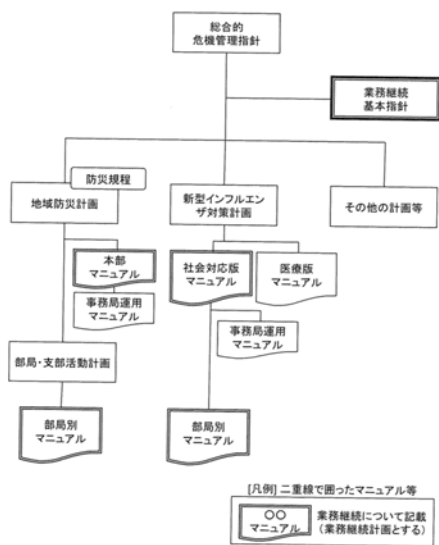 総合的
危機管理指針
業務継続
基本指針
防災規程
地域防災計画
新型インフルエン
ザ対策計画
その他の計画等
本部
マニュアル
事務局運用
マニュアル
社会対応版
マニュアル
医療版
マニュアル
事務局運用
マニュアル
部局・支部活動計画
部局別
マニュアル
部局別
マニュアル
[凡例] 二重線で囲ったマニュアル等
〇〇
マニュアル
業務継続について記載
(業務継続計画とする)